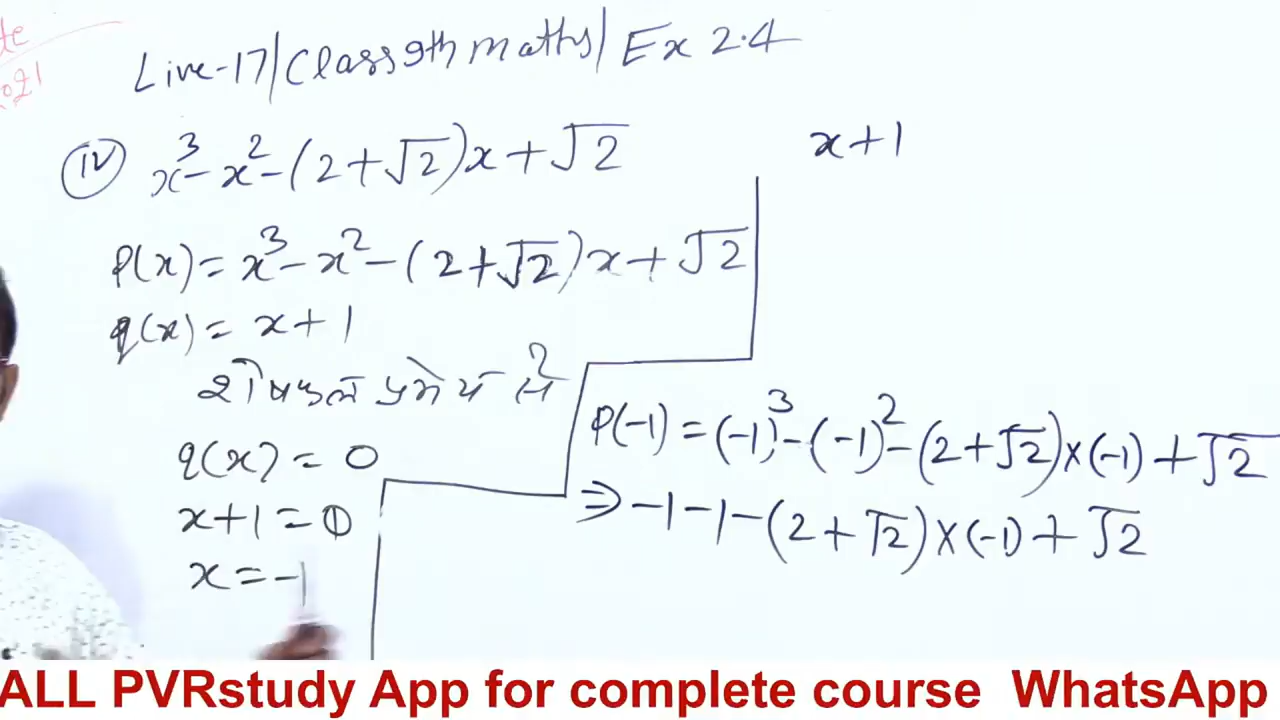 te
021
Live-17/Class 9th maths/Ex 2.4
(iv) x³-x²-(2+√2)x+√2
x+1
p(x)=x³-x²-(2+√2)x+√2
q(x)=x+1
से
q(x)=0
x+1=0
x=-1
p(-1)=(-1)³-(-1)²-(2+√2)×(-1)+√2
⇒-1-1-(2+√2)×(-1)+√2
ALL PVRstudy App for complete course WhatsApp